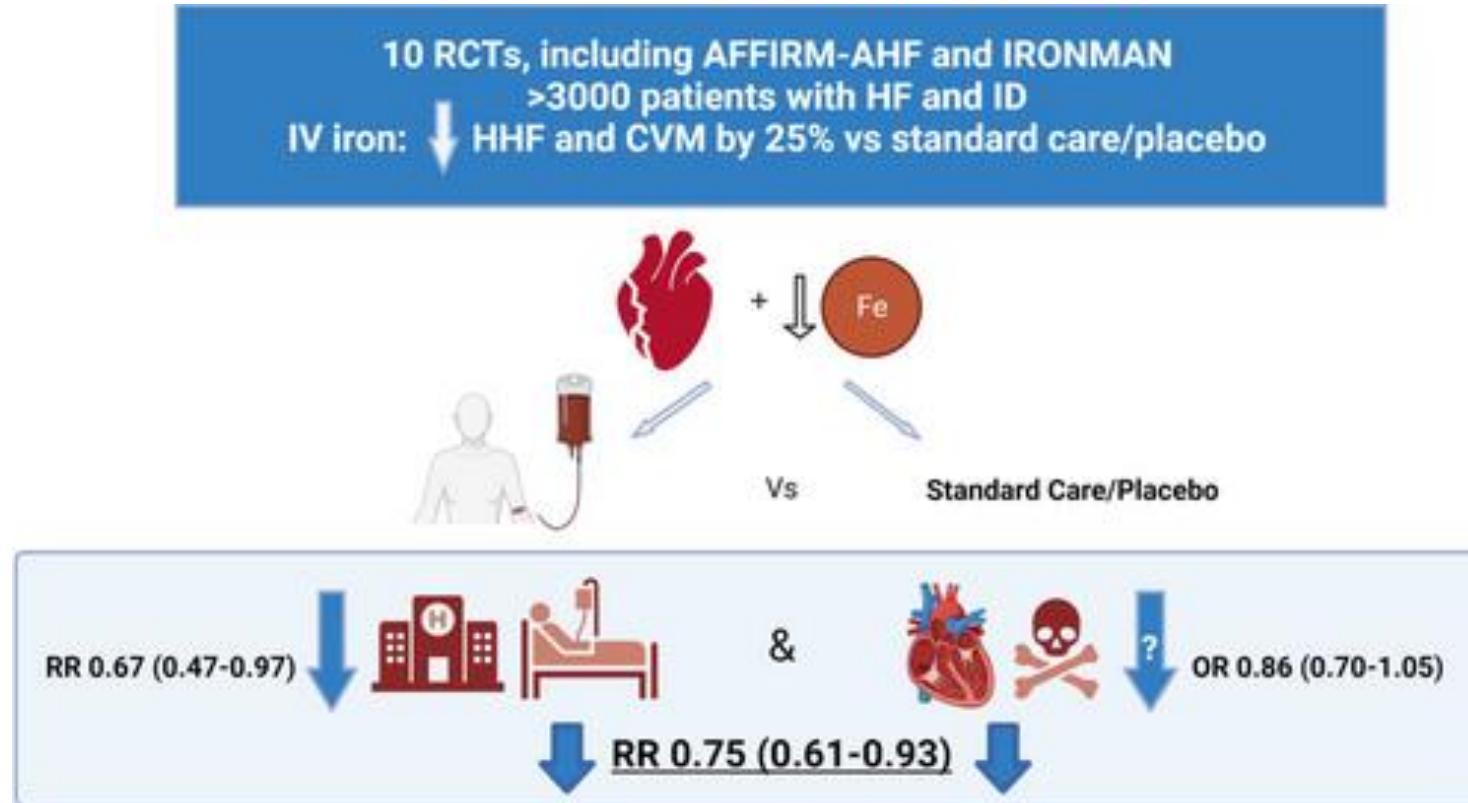 10 RCTs, including AFFIRM-AHF and IRONMAN
>3000 patients with HF and ID
IV iron: HHF and CVM by 25% vs standard care/placebo
+
Fe
Vs
Standard Care/Placebo
H
&
?
RR 0.67 (0.47-0.97)
OR 0.86 (0.70-1.05)
RR 0.75 (0.61-0.93)